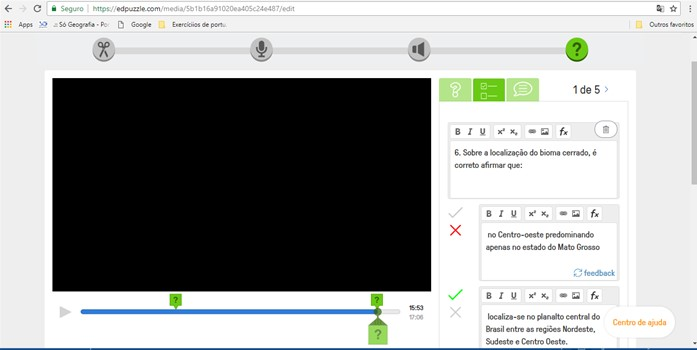 Seguro | https://edpuzzle.com/media/5b1b16a91020ea405c24e487/edit
Apps
Só Geografia - Por
Google
Exercíciios de portu
Outros favoritos
1 de 5 >
B I U x² x₂ fx
6. Sobre a localização do bioma cerrado, é
correto afirmar que:
B I U x² x₂ fx
no Centro-oeste predominando
apenas no estado do Mato Grosso
feedback
B I U x² x₂ fx
localiza-se no planalto central do
Brasil entre as regiões Nordeste,
Sudeste e Centro Oeste.
? ?
15:53
17:06
?
Centro de ajuda